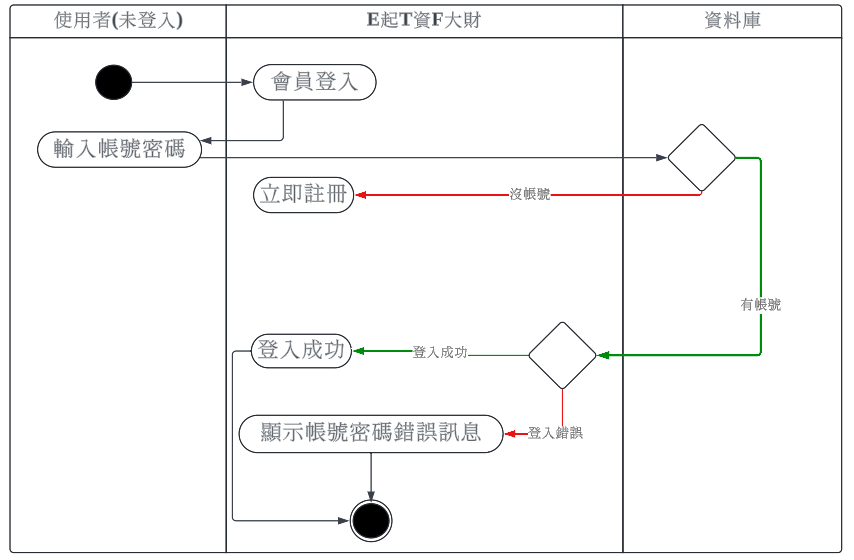 使用者(未登入)
E起T資F大財
資料庫
會員登入
輸入帳號密碼
立即註冊
沒帳號
有帳號
登入成功
登入成功
顯示帳號密碼錯誤訊息
登入錯誤